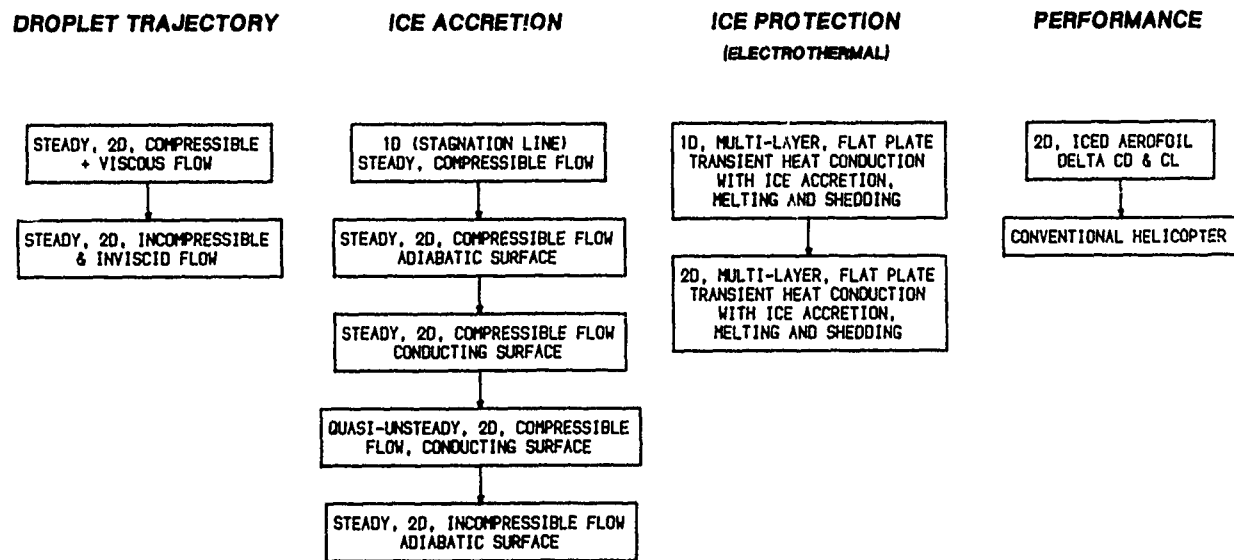 DROPLET TRAJECTORY
STEADY, 2D, COMPRESSIBLE
+ VISCOUS FLOW
STEADY, 2D, INCOMPRESSIBLE
& INVISCID FLOW
ICE ACCRETION
1D (STAGNATION LINE)
STEADY, COMPRESSIBLE FLOW
STEADY, 2D, COMPRESSIBLE FLOW
ADIABATIC SURFACE
STEADY, 2D, COMPRESSIBLE FLOW
CONDUCTING SURFACE
QUASI-UNSTEADY, 2D, COMPRESSIBLE
FLOW, CONDUCTING SURFACE
STEADY, 2D, INCOMPRESSIBLE FLOW
ADIABATIC SURFACE
ICE PROTECTION
(ELECTROTHERMAL)
1D, MULTI-LAYER, FLAT PLATE
TRANSIENT HEAT CONDUCTION
WITH ICE ACCRETION,
MELTING AND SHEDDING
2D, MULTI-LAYER, FLAT PLATE
TRANSIENT HEAT CONDUCTION
WITH ICE ACCRETION,
MELTING AND SHEDDING
PERFORMANCE
2D, ICED AEROFOIL
DELTA CD & CL
CONVENTIONAL HELICOPTER